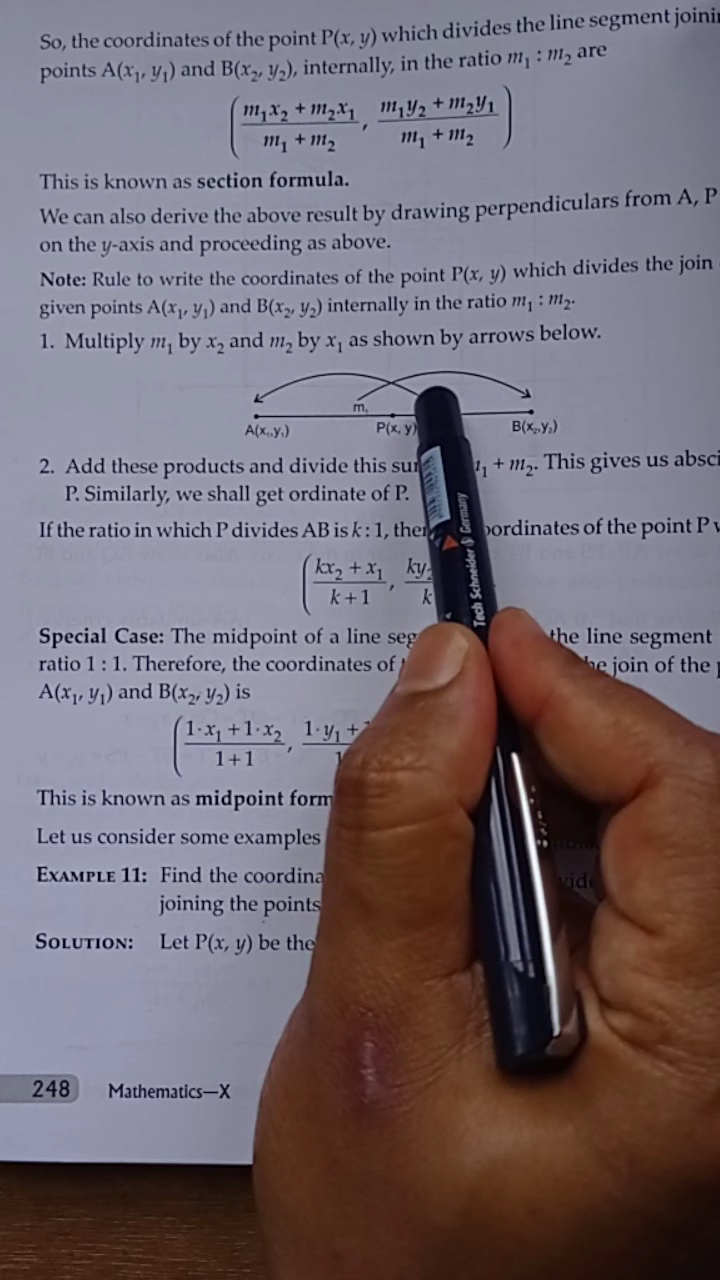 So, the coordinates of the point P(x, y) which divides the line segment
points A(x₁, y₁) and B(x₂, y₂), internally, in the ratio m₁ : m₂ are
(m₁x₂ + m₂x₁ / m₁ + m₂, m₁y₂ + m₂y₁ / m₁ + m₂)
This is known as section formula.
We can also derive the above result by drawing perpendiculars from A, P
on the y-axis and proceeding as above.
Note: Rule to write the coordinates of the point P(x, y) which divides the join
given points A(x₁, y₁) and B(x₂, y₂) internally in the ratio m₁ : m₂.
1. Multiply m₁ by x₂ and m₂ by x₁ as shown by arrows below.
m₁
A(x₁,y₁) P(x, y) B(x₂,y₂)
2. Add these products and divide this + m₂. This gives us
P. Similarly, we shall get ordinate of P.
If the ratio in which P divides AB is k : 1, of the point P
(kx₂ + x₁ / k + 1, ky
k
Special Case: The midpoint of a line the line segment
ratio 1 : 1. Therefore, the coordinates of join of the
A(x₁, y₁) and B(x₂, y₂) is
(1·x₁ + 1·x₂ / 1 + 1, 1·y₁ +
This is known as midpoint
Let us consider some examples
EXAMPLE 11: Find the
joining the points
SOLUTION: Let P(x, y) be the
248 Mathematics—X
Tech Schneider Germany